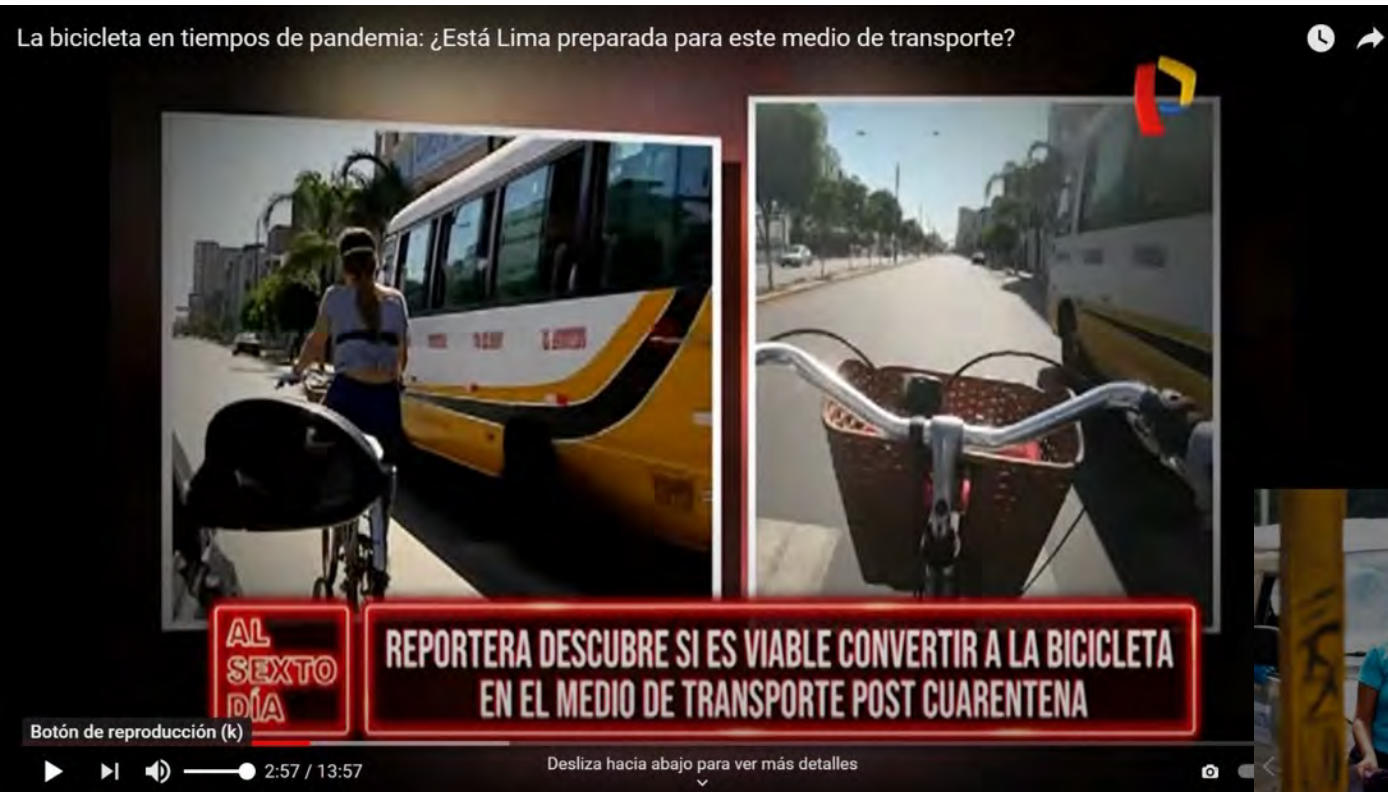 La bicicleta en tiempos de pandemia: ¿Está Lima preparada para este medio de transporte?
AL
SEXTO
DÍA
REPORTERA DESCUBRE SI ES VIABLE CONVERTIR A LA BICICLETA
EN EL MEDIO DE TRANSPORTE POST CUARENTENA
Botón de reproducción (k)
2:57 / 13:57
Desliza hacia abajo para ver más detalles